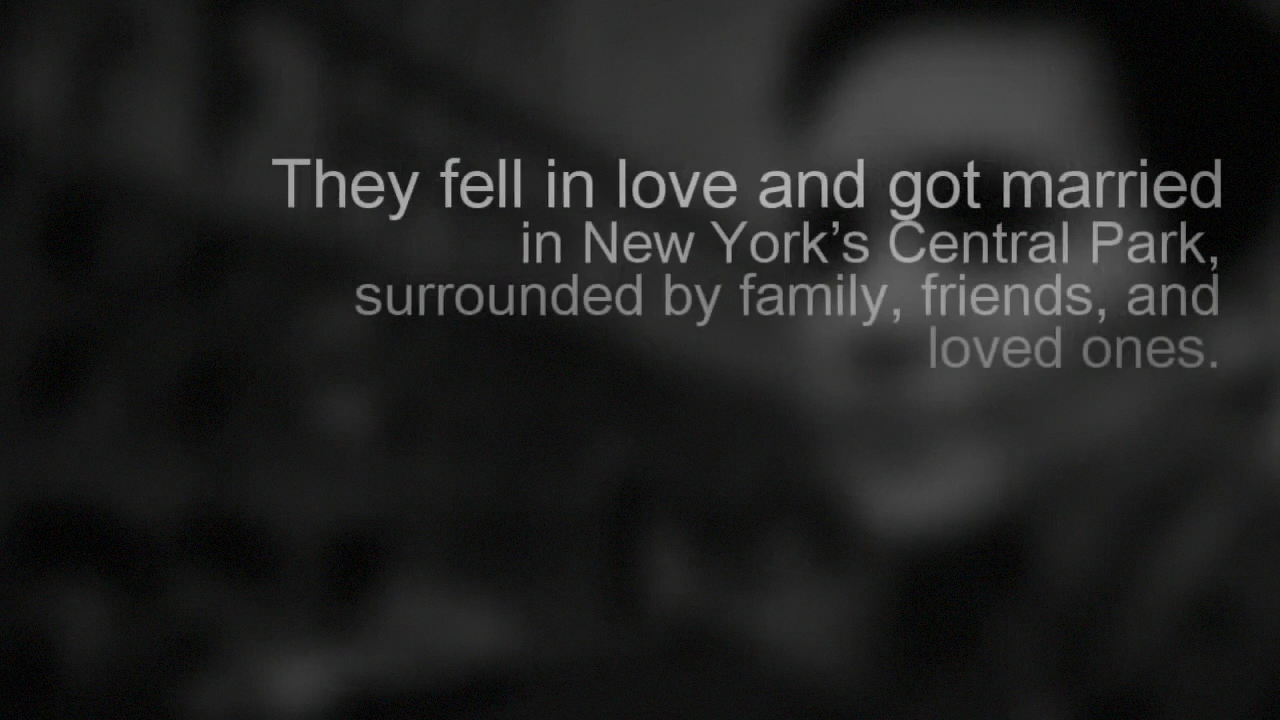 They fell in love and got married
in New York’s Central Park,
surrounded by family, friends, and
loved ones.